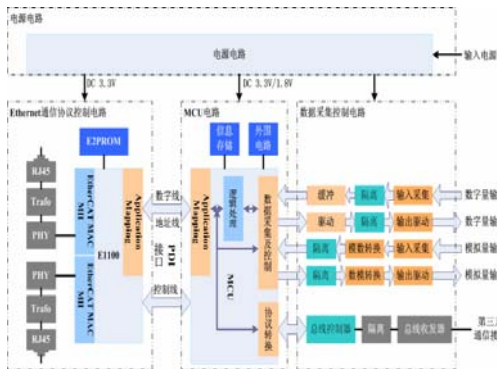 电源电路
电源电路
输入电源
DC 3.3V
DC 3.3V/1.8V
Ethernet通信协议控制电路
MCU电路
数据采集控制电路
E2PROM
信息存储
外围电路
RJ45
Trafo
PHY
EtherCAT MAC
MII
Application Mapping
E1100
PHY
Trafo
RJ45
EtherCAT MAC
MII
数字线
地址线
PDI
接口
控制线
Application Mapping
逻辑处理
数据采集及控制
MCU
协议转换
缓冲
隔离
输入采集
数字量输
驱动
隔离
输出驱动
数字量输
隔离
模数转换
输入采集
模拟量输
隔离
数模转换
输出驱动
模拟量输
总线控制器
隔离
总线收发器
第三
通信接